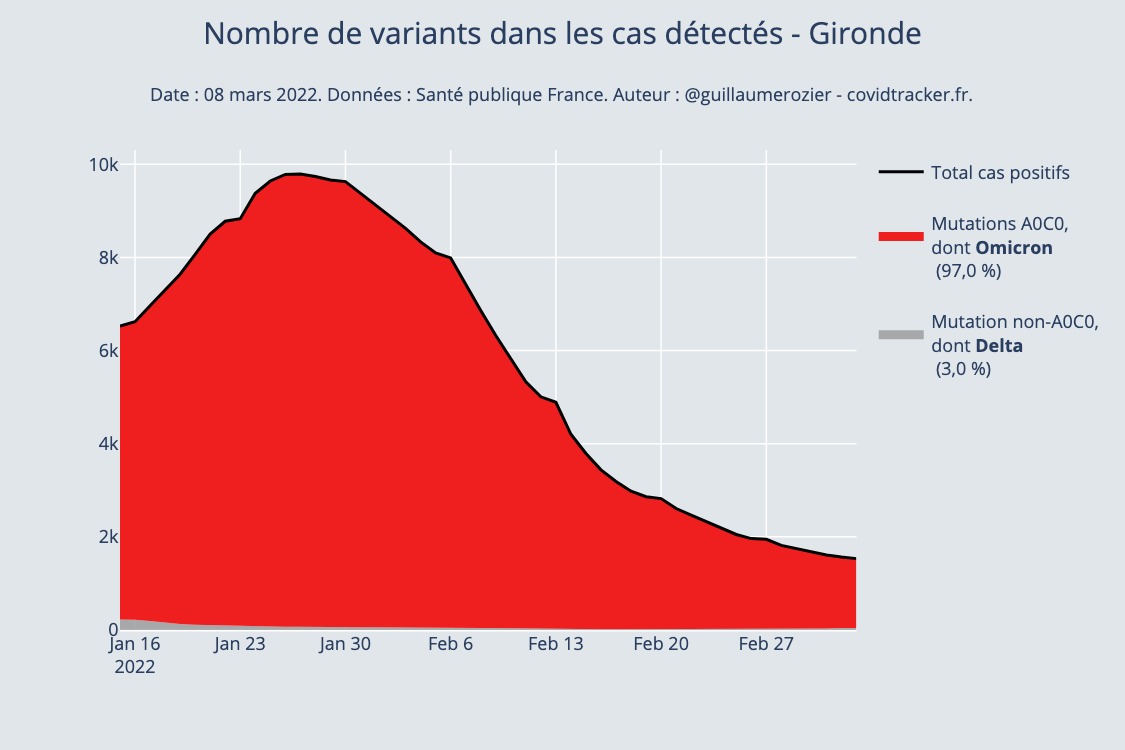 Nombre de variants dans les cas détectés - Gironde
Date : 08 mars 2022. Données : Santé publique France. Auteur : @guillaumerozier - covidtracker.fr.
10k
8k
6k
4k
2k
0
Jan 16
2022
Jan 23
Jan 30
Feb 6
Feb 13
Feb 20
Feb 27
Total cas positifs
Mutations A0C0,
dont Omicron
(97,0 %)
Mutation non-A0C0,
dont Delta
(3,0 %)